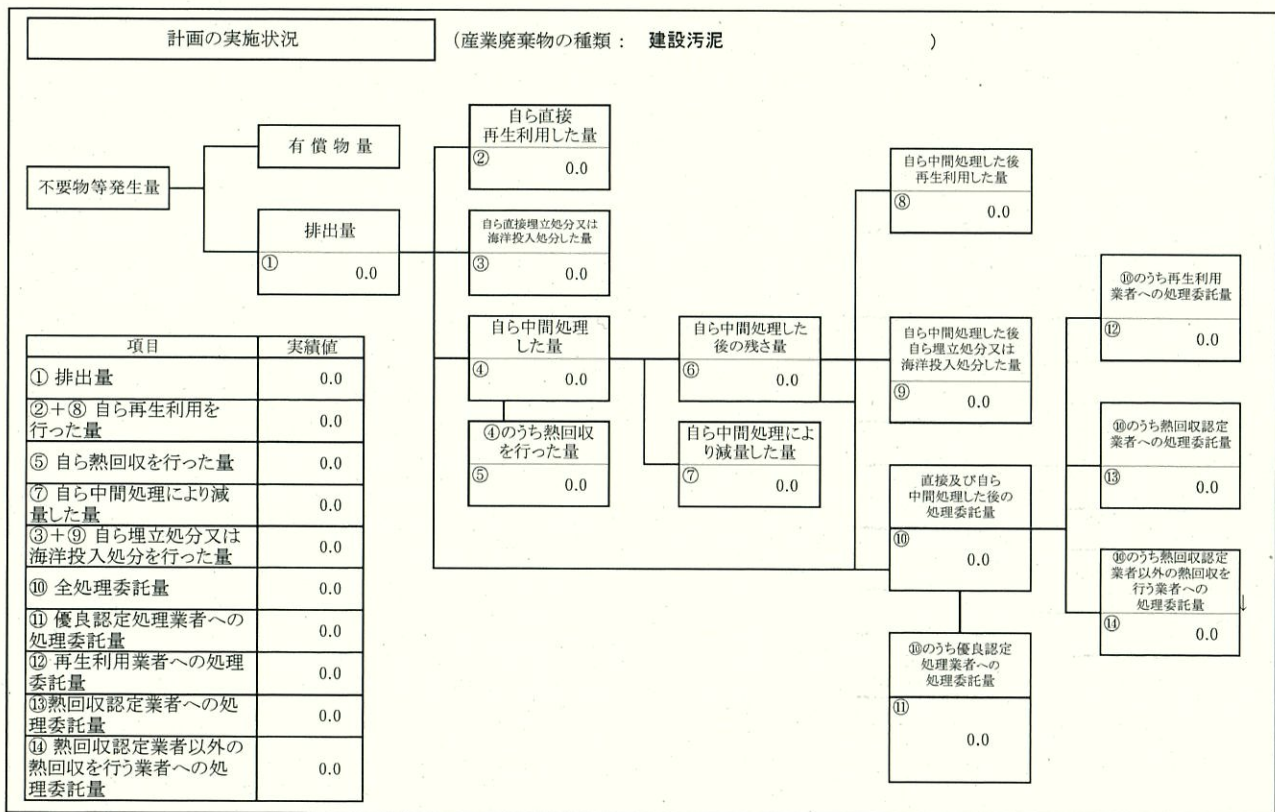 計画の実施状況
(産業廃棄物の種類： 建設汚泥 )
不要物等発生量
有償物量
排出量
① 0.0
自ら直接
再生利用した量
② 0.0
自ら直接埋立処分又は
海洋投入処分した量
③ 0.0
自ら中間処理
した量
④ 0.0
④のうち熱回収
を行った量
⑤ 0.0
自ら中間処理した
後の残さ量
⑥ 0.0
自ら中間処理によ
り減量した量
⑦ 0.0
自ら中間処理した後
再生利用した量
⑧ 0.0
自ら中間処理した後
自ら埋立処分又は
海洋投入処分した量
⑨ 0.0
直接及び自ら
中間処理した後の
処理委託量
⑩ 0.0
⑩のうち優良認定
処理業者への
処理委託量
⑪
0.0
⑩のうち再生利用
業者への処理委託量
⑫ 0.0
⑩のうち熱回収認定
業者への処理委託量
⑬ 0.0
⑩のうち熱回収認定
業者以外の熱回収を
行う業者への
処理委託量
↓
⑭ 0.0
項目 実績値
① 排出量 0.0
②＋⑧ 自ら再生利用を
行った量 0.0
⑤ 自ら熱回収を行った量 0.0
⑦ 自ら中間処理により減
量した量 0.0
③＋⑨ 自ら埋立処分又は
海洋投入処分を行った量 0.0
⑩ 全処理委託量 0.0
⑪ 優良認定処理業者への
処理委託量 0.0
⑫ 再生利用業者への処理
委託量 0.0
⑬熱回収認定業者への処
理委託量 0.0
⑭ 熱回収認定業者以外の
熱回収を行う業者への処
理委託量 0.0